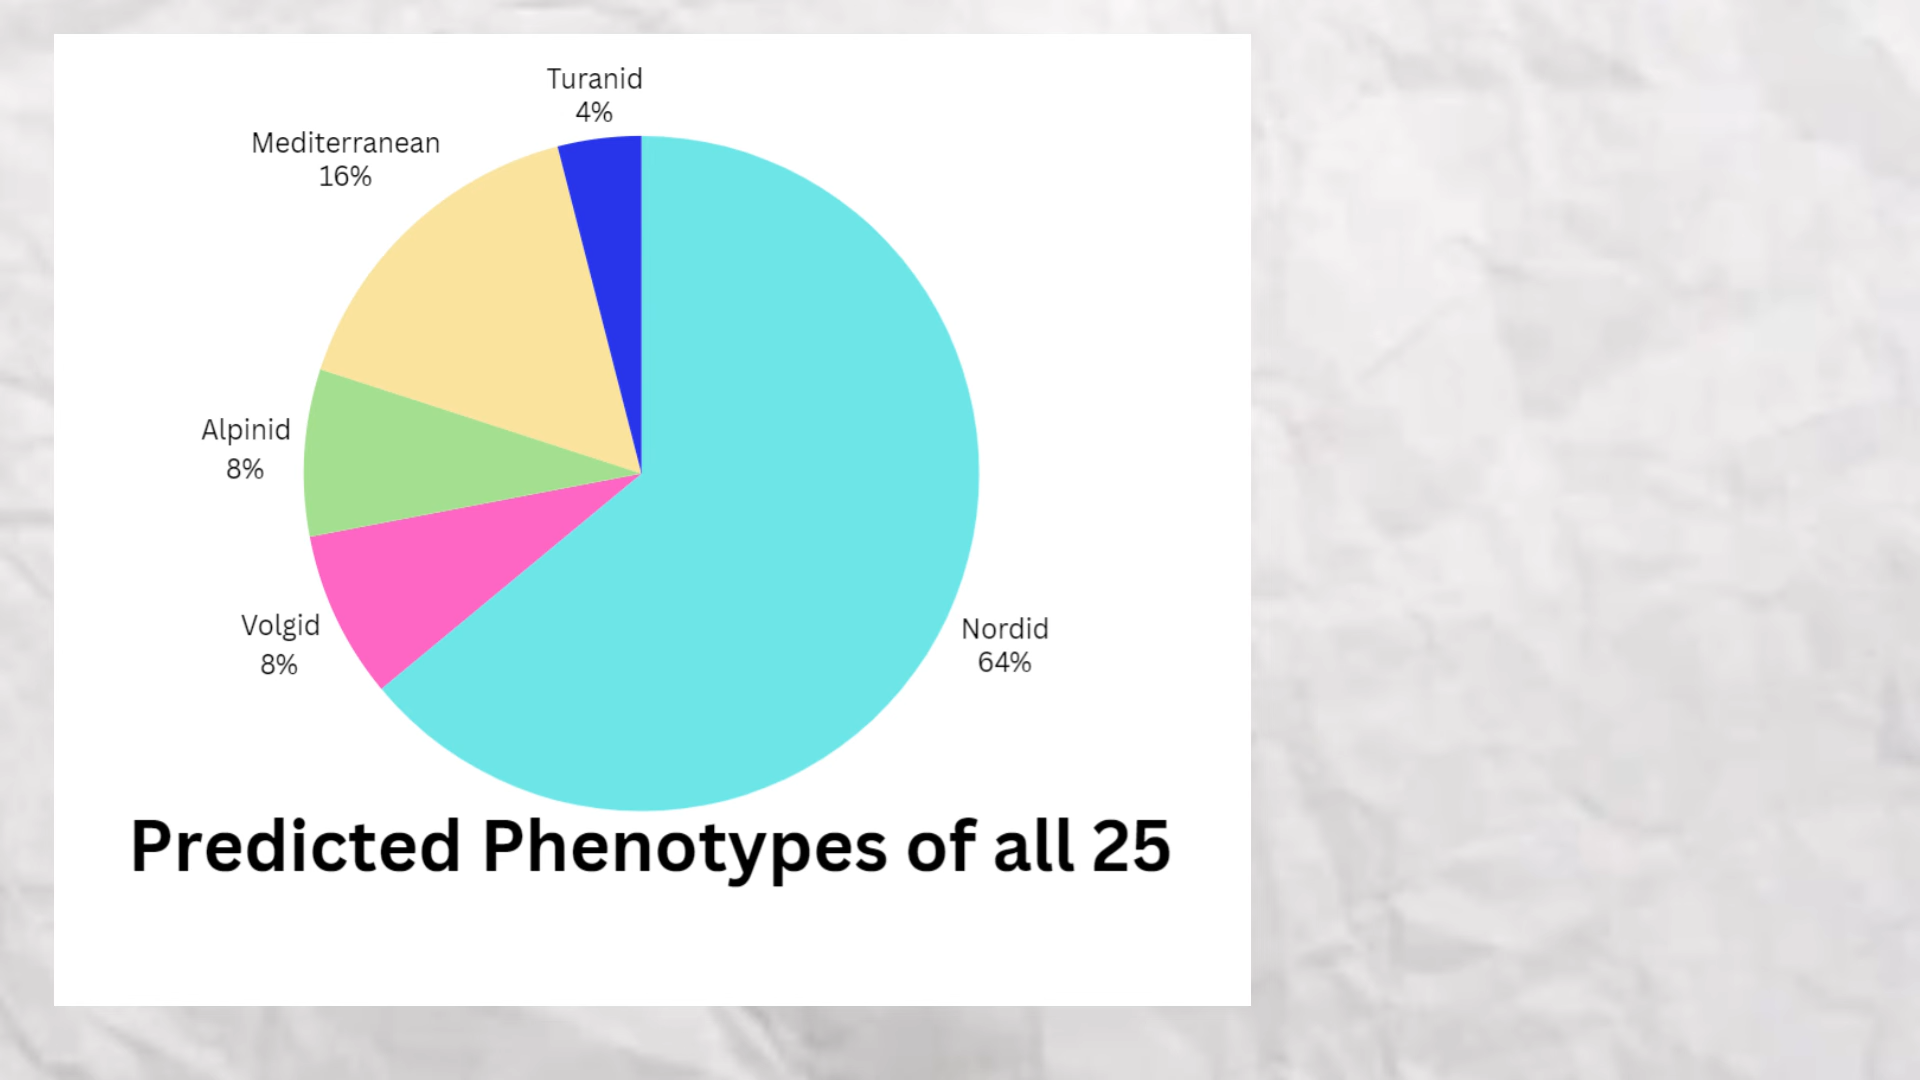 Turanid
4%
Mediterranean
16%
Alpinid
8%
Volgid
8%
Nordid
64%
Predicted Phenotypes of all 25